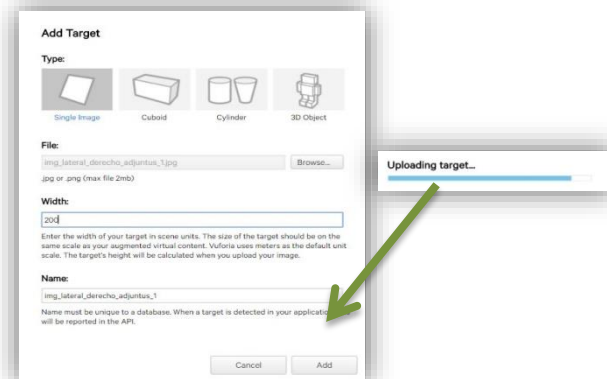 Add Target
Type:
Single Image Cuboid Cylinder 3D Object
File:
img_lateral_derecho_adjuntus_1.jpg Browse...
.jpg or .png (max file 2mb)
Uploading target...
Width:
200
Enter the width of your target in scene units. The size of the target should be on the
same scale as your augmented virtual content. Vuforia uses meters as the default unit
scale. The target's height will be calculated when you upload your image.
Name:
img_lateral_derecho_adjuntus_1
Name must be unique to a database. When a target is detected in your application
will be reported in the API.
Cancel Add